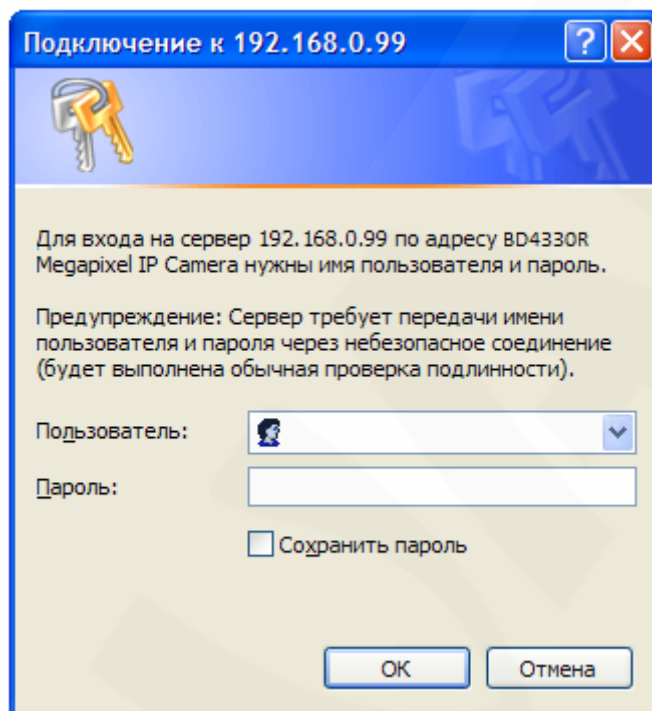 Подключение к 192.168.0.99
Для входа на сервер 192.168.0.99 по адресу BD4330R
Megapixel IP Camera нужны имя пользователя и пароль.
Предупреждение: Сервер требует передачи имени
пользователя и пароля через небезопасное соединение
(будет выполнена обычная проверка подлинности).
Пользователь:
Пароль:
Сохранить пароль
ОК
Отмена